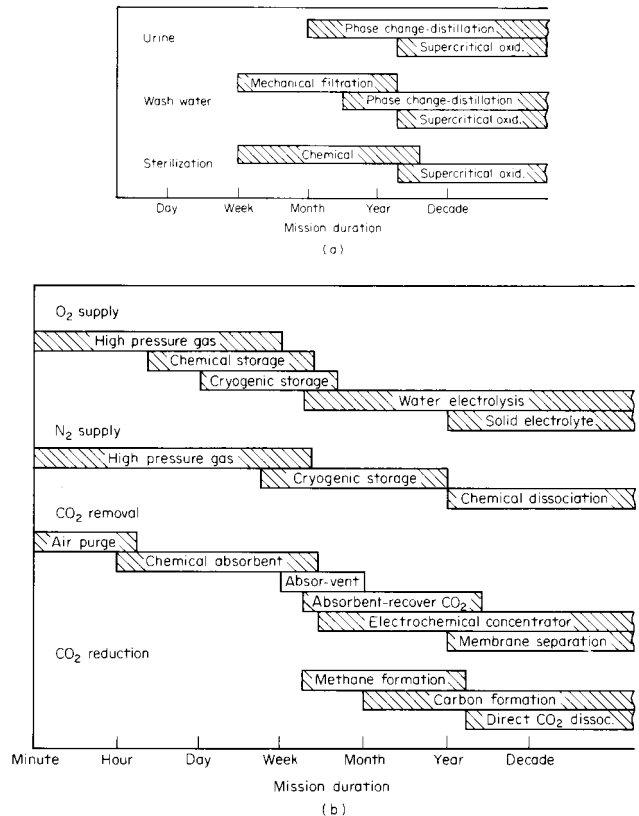 Urine
Phase change-distillation
Supercritical oxid.
Wash water
Mechanical filtration
Phase change-distillation
Supercritical oxid.
Sterilization
Chemical
Supercritical oxid.
Day Week Month Year Decade
Mission duration
(a)
O₂ supply
High pressure gas
Chemical storage
Cryogenic storage
Water electrolysis
Solid electrolyte
N₂ supply
High pressure gas
Cryogenic storage
Chemical dissociation
CO₂ removal
Air purge
Chemical absorbent
Absor-vent
Absorbent-recover CO₂
Electrochemical concentrator
Membrane separation
CO₂ reduction
Methane formation
Carbon formation
Direct CO₂ dissoc.
Minute Hour Day Week Month Year Decade
Mission duration
(b)